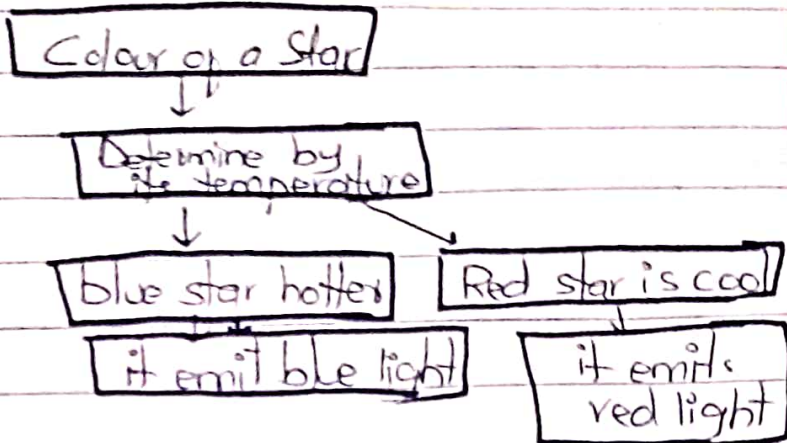 Colour of a Star
Determine by
its temperature
blue star hotter
Red star is cool
it emit ble light
it emits
red light